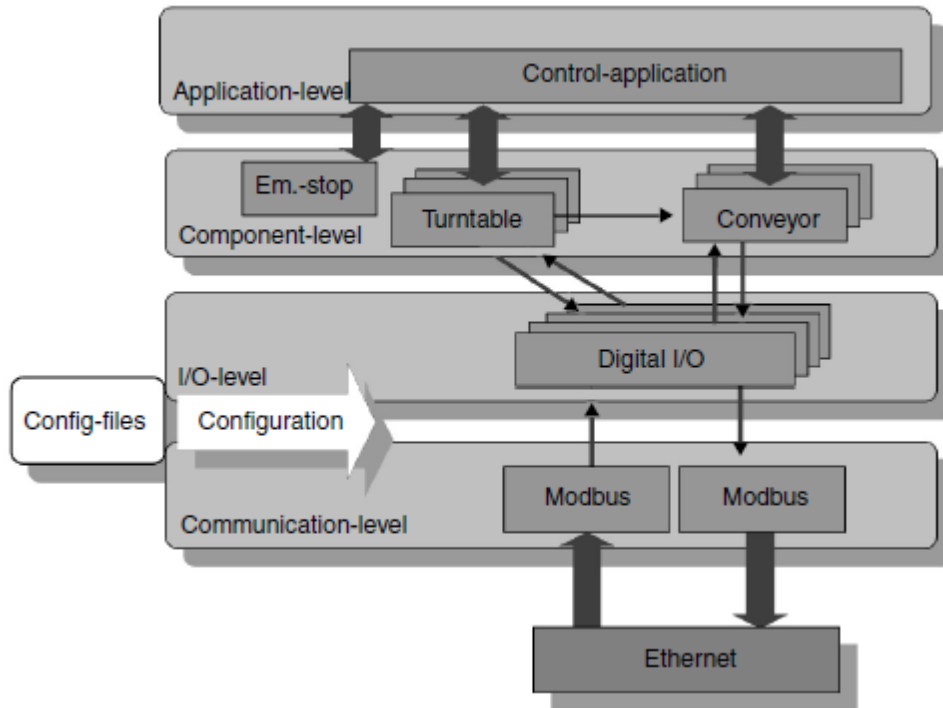 Control-application
Application-level
Em.-stop
Turntable
Conveyor
Component-level
Digital I/O
I/O-level
Config-files
Configuration
Modbus
Modbus
Communication-level
Ethernet